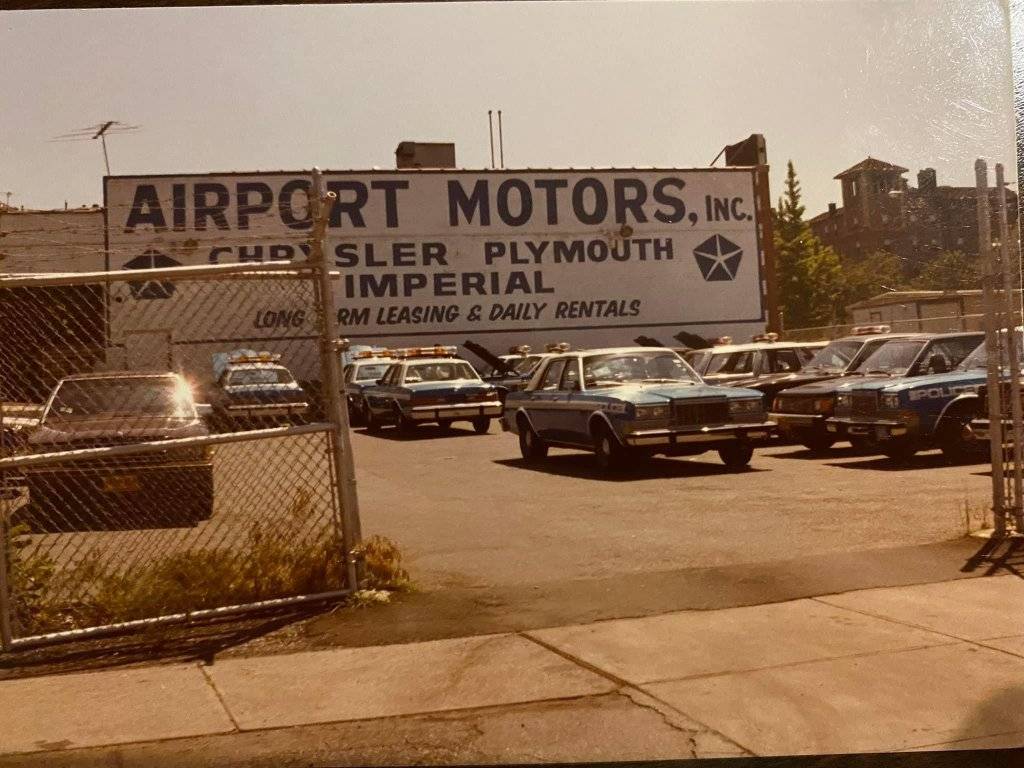 AIRPORT MOTORS, INC.
CHRYSLER PLYMOUTH
IMPERIAL
LONG TERM LEASING & DAILY RENTALS
POLICE